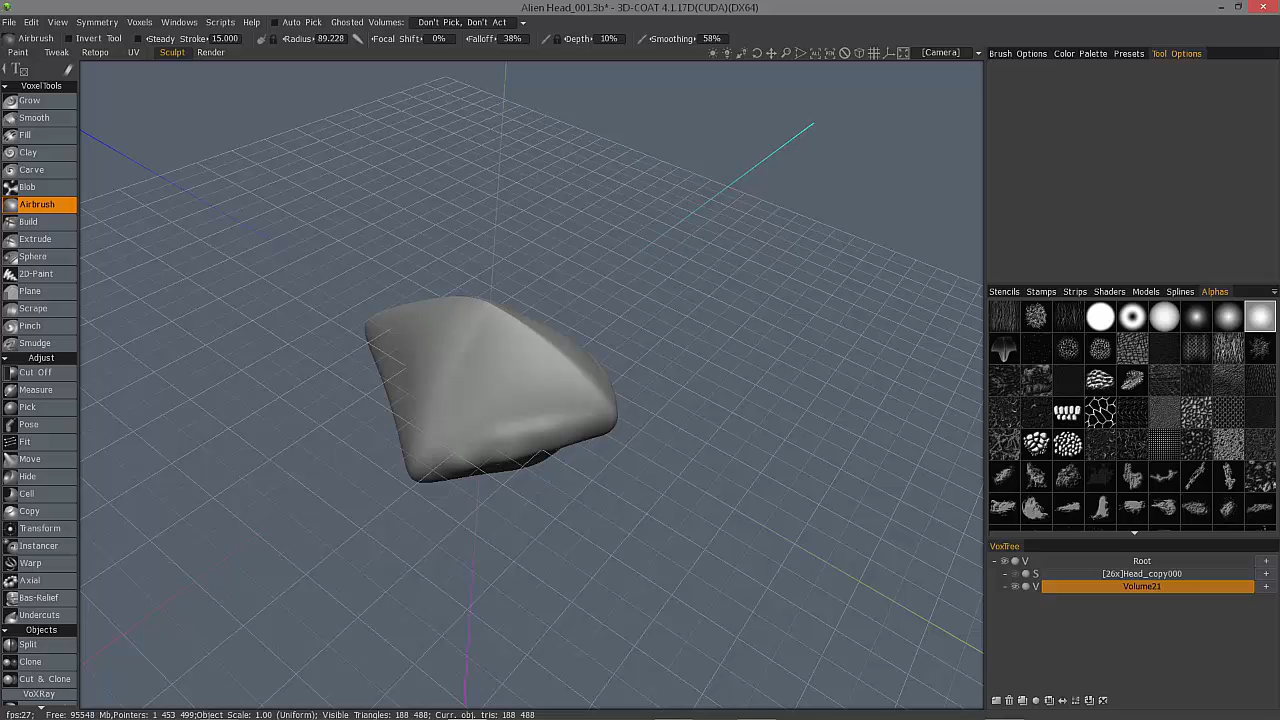 Alien Head_001.3b* - 3D-COAT 4.1.17D(CUDA)(DX64)
File Edit View Symmetry Voxels Windows Scripts Help Auto Pick Ghosted Volumes: Don't Pick, Don't Act
Airbrush Invert Tool Steady Stroke 15.000 Radius 89.228 Focal Shift 0% Falloff 38% Depth 10% Smoothing 58%
Paint Tweak Retopo UV Sculpt Render [Camera]
Brush Options Color Palette Presets Tool Options
VoxelTools
Grow
Smooth
Fill
Clay
Carve
Blob
Airbrush
Build
Extrude
Sphere
2D-Paint
Plane
Scrape
Pinch
Smudge
Adjust
Cut Off
Measure
Pick
Pose
Fit
Move
Hide
Cell
Copy
Transform
Instancer
Warp
Axial
Bas-Relief
Undercuts
Objects
Split
Clone
Cut & Clone
VoXRay
Stencils Stamps Strips Shaders Models Splines Alphas
VoxTree
V Root +
S [26x]Head_copy000 +
V Volume21 +
fps:27; Free: 95548 Mb,Pointers: 1 453 499;Object Scale: 1.00 (Uniform); Visible Triangles: 188 488; Curr. obj. tris: 188 488